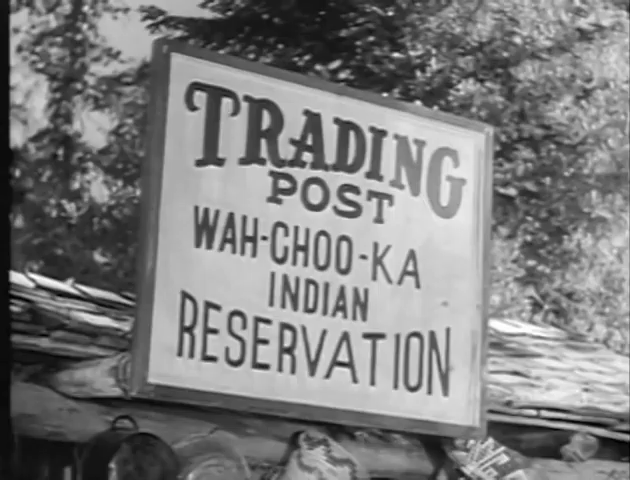 TRADING
POST
WAH-CHOO-KA
INDIAN
RESERVATION